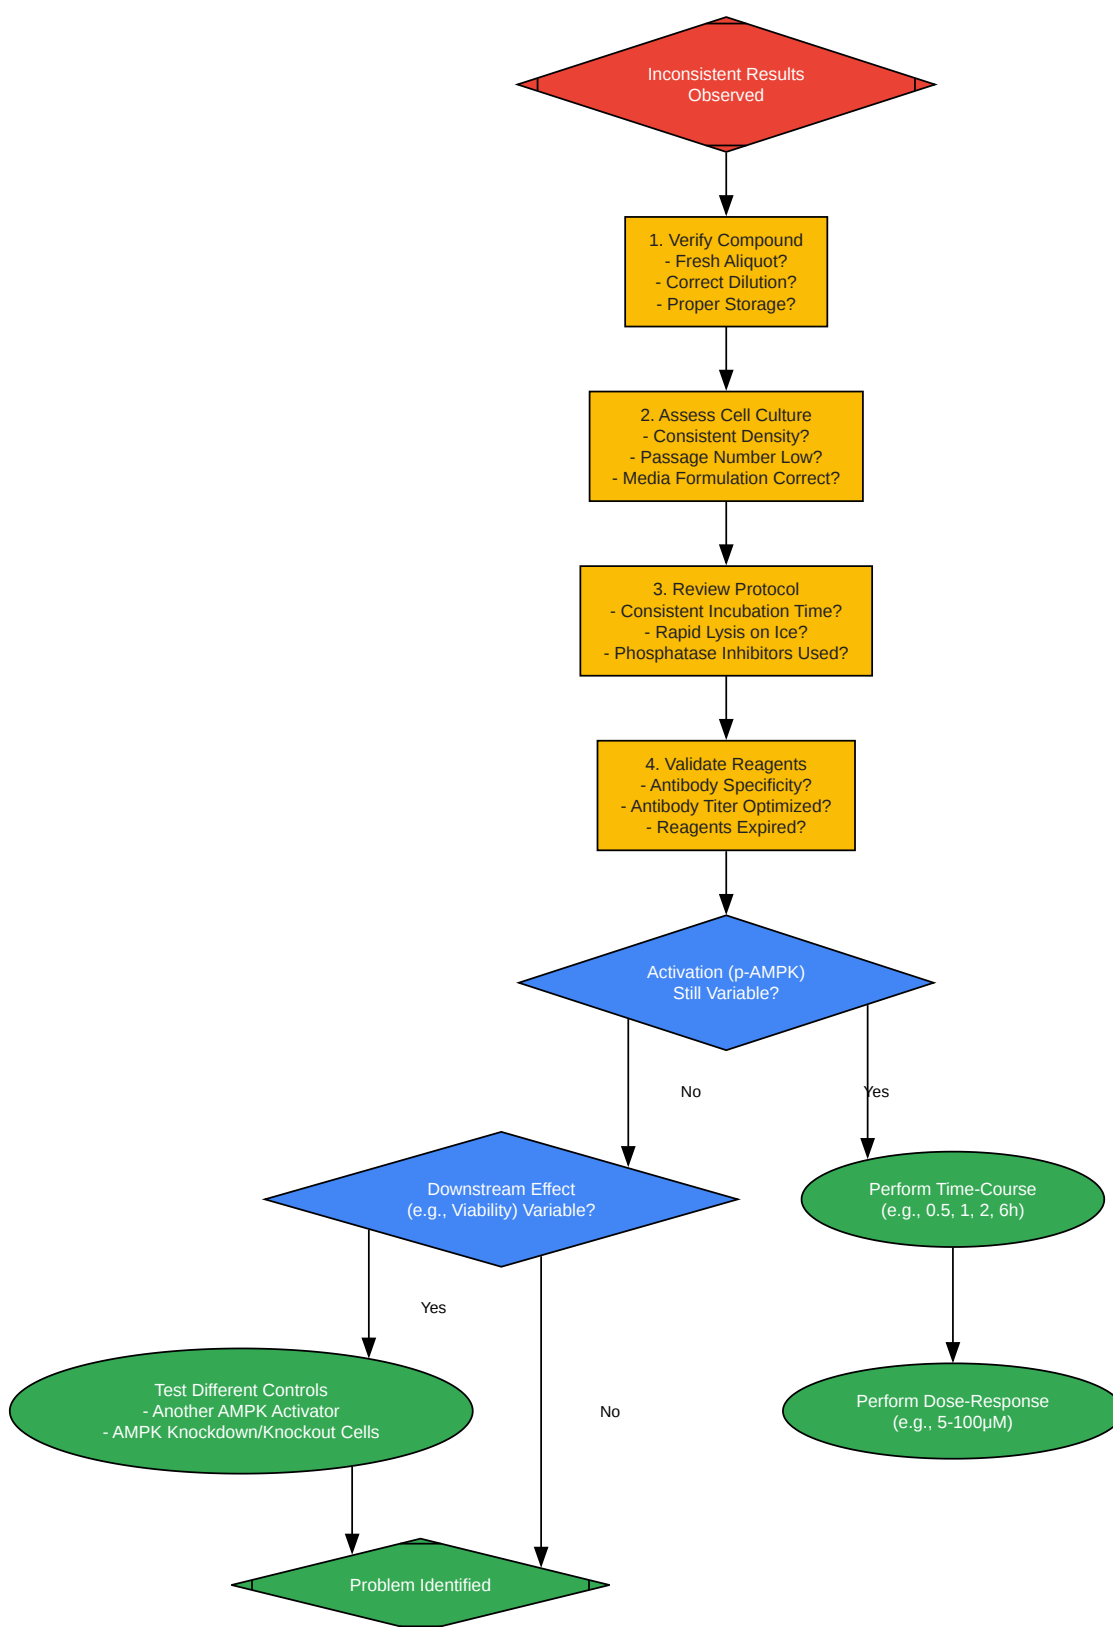 Inconsistent Results
Observed
1. Verify Compound
- Fresh Aliquot?
- Correct Dilution?
- Proper Storage?
2. Assess Cell Culture
- Consistent Density?
- Passage Number Low?
- Media Formulation Correct?
3. Review Protocol
- Consistent Incubation Time?
- Rapid Lysis on Ice?
- Phosphatase Inhibitors Used?
4. Validate Reagents
- Antibody Specificity?
- Antibody Titer Optimized?
- Reagents Expired?
Activation (p-AMPK)
Still Variable?
No
Yes
Downstream Effect
(e.g., Viability) Variable?
Perform Time-Course
(e.g., 0.5, 1, 2, 6h)
Yes
Test Different Controls
- Another AMPK Activator
- AMPK Knockdown/Knockout Cells
No
Perform Dose-Response
(e.g., 5-100μM)
Problem Identified